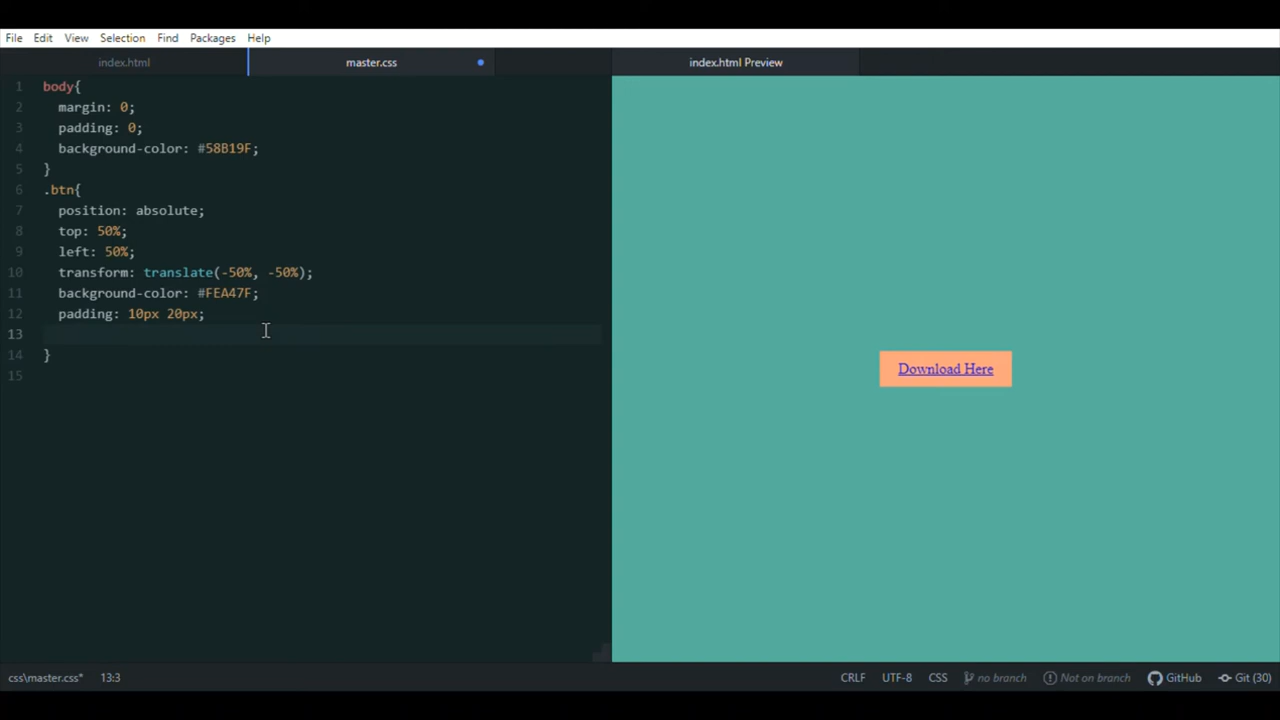 File Edit View Selection Find Packages Help
index.html master.css index.html Preview
1 body{
2 margin: 0;
3 padding: 0;
4 background-color: #58B19F;
5 }
6 .btn{
7 position: absolute;
8 top: 50%;
9 left: 50%;
10 transform: translate(-50%, -50%);
11 background-color: #FEA47F;
12 padding: 10px 20px;
13
14 }
15
Download Here
css\master.css* 13:3 CRLF UTF-8 CSS no branch Not on branch GitHub Git (30)